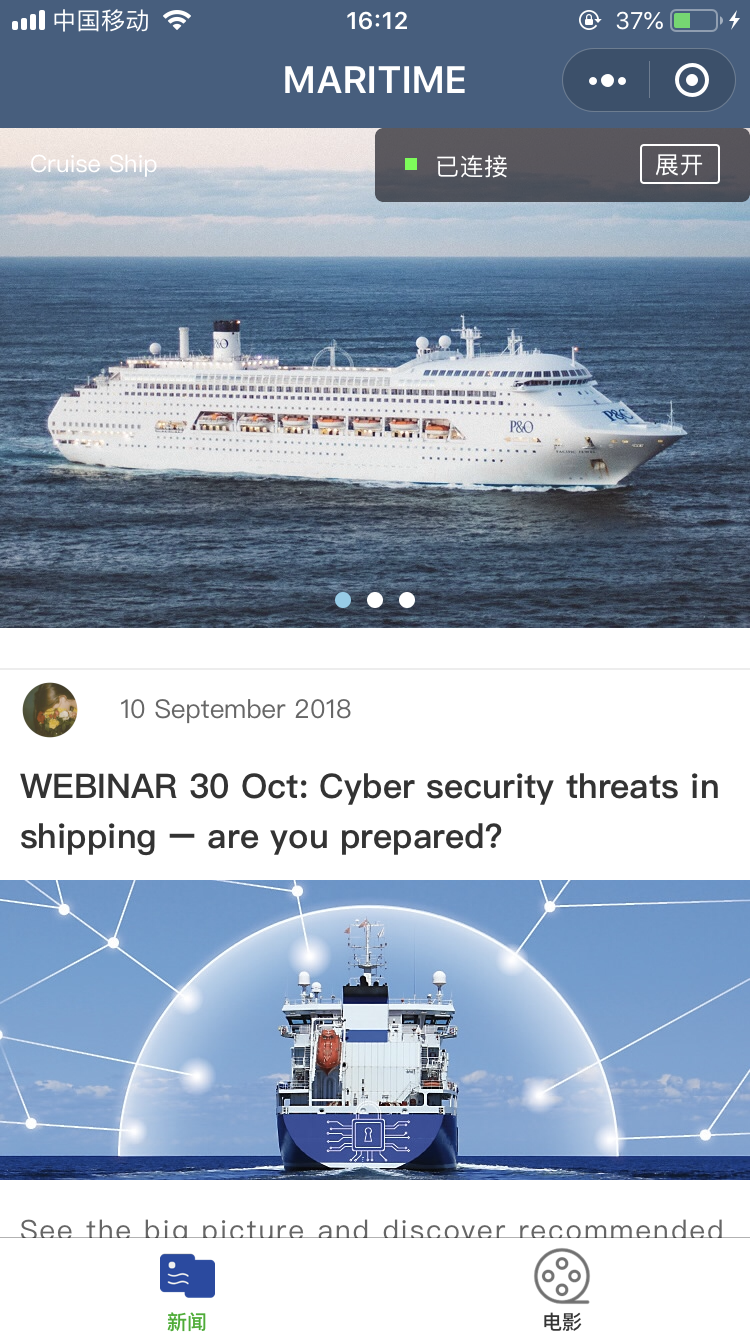 中国移动
16:12
37%
MARITIME
Cruise Ship
已连接
展开
P&O
P&O
P&O
10 September 2018
WEBINAR 30 Oct: Cyber security threats in
shipping — are you prepared?
See the big picture and discover recommended
新闻
电影